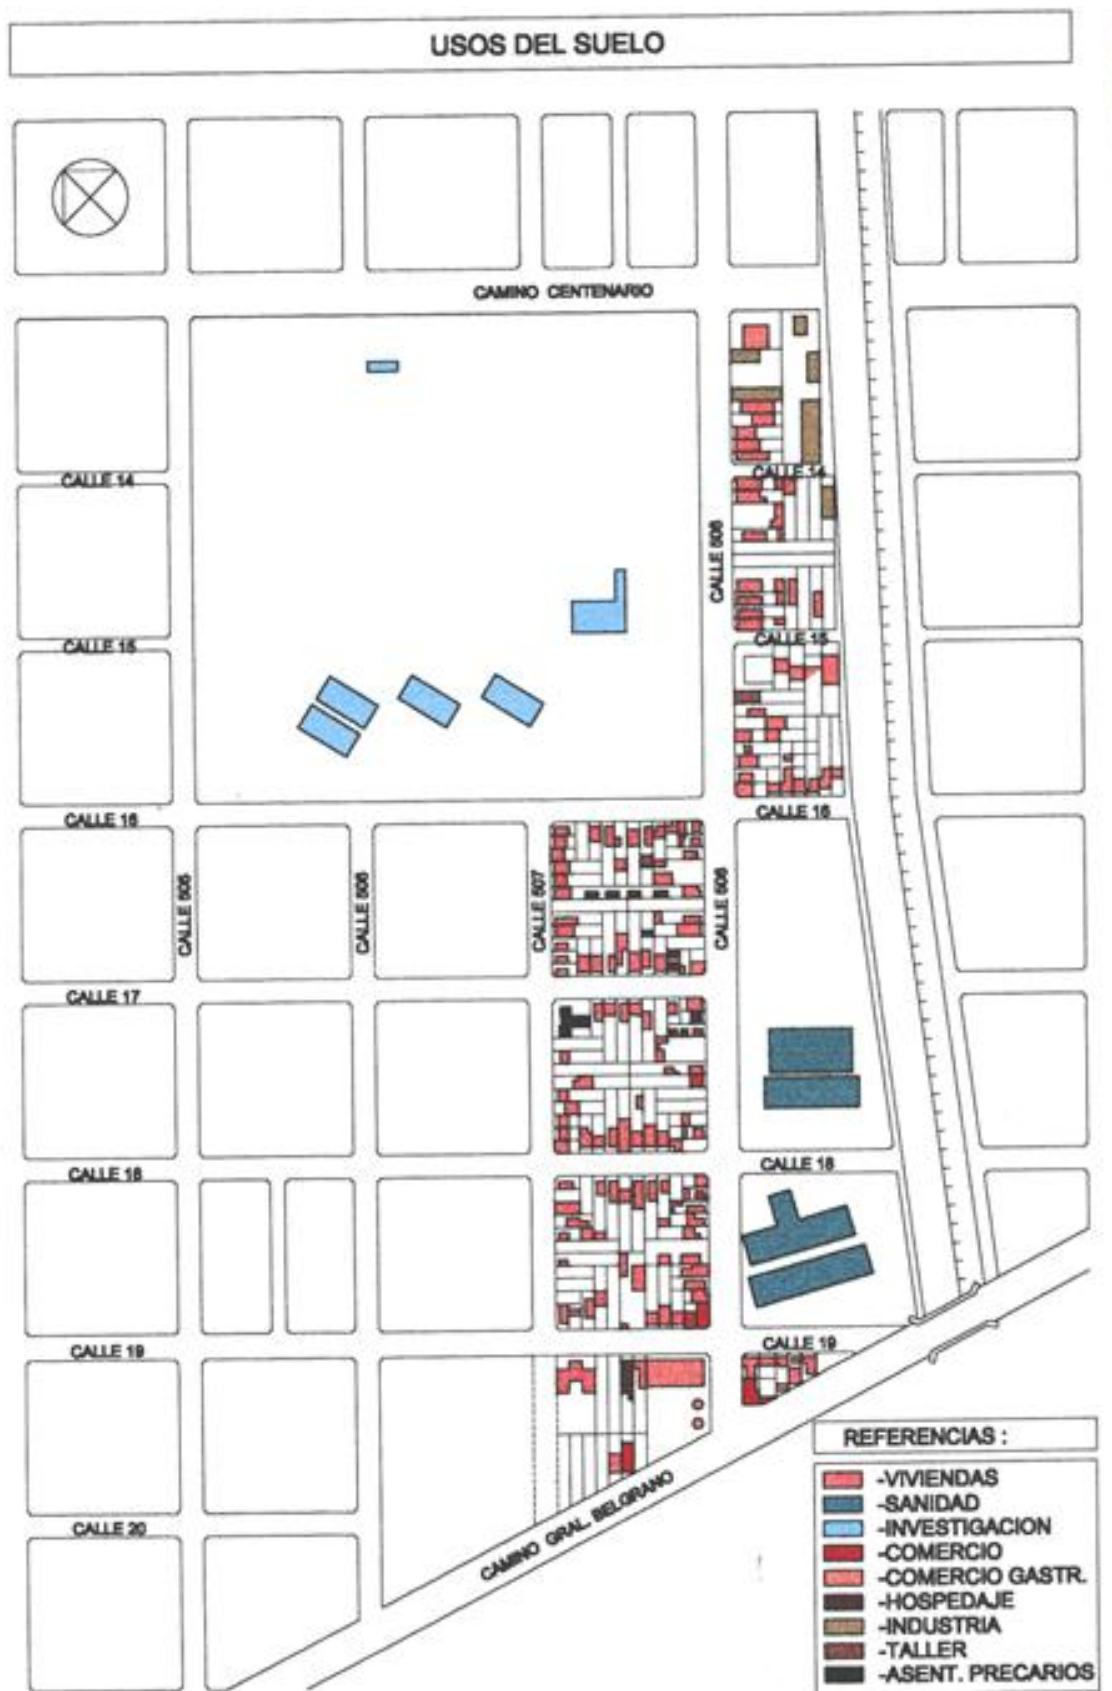 USOS DEL SUELO
CAMINO CENTENARIO
CALLE 14
CALLE 14
CALLE 508
CALLE 15
CALLE 15
CALLE 16
CALLE 16
CALLE 505
CALLE 506
CALLE 507
CALLE 508
CALLE 17
CALLE 18
CALLE 18
CALLE 19
CALLE 19
CALLE 20
CAMINO GRAL. BELGRANO
REFERENCIAS :
-VIVIENDAS
-SANIDAD
-INVESTIGACION
-COMERCIO
-COMERCIO GASTR.
-HOSPEDAJE
-INDUSTRIA
-TALLER
-ASENT. PRECARIOS